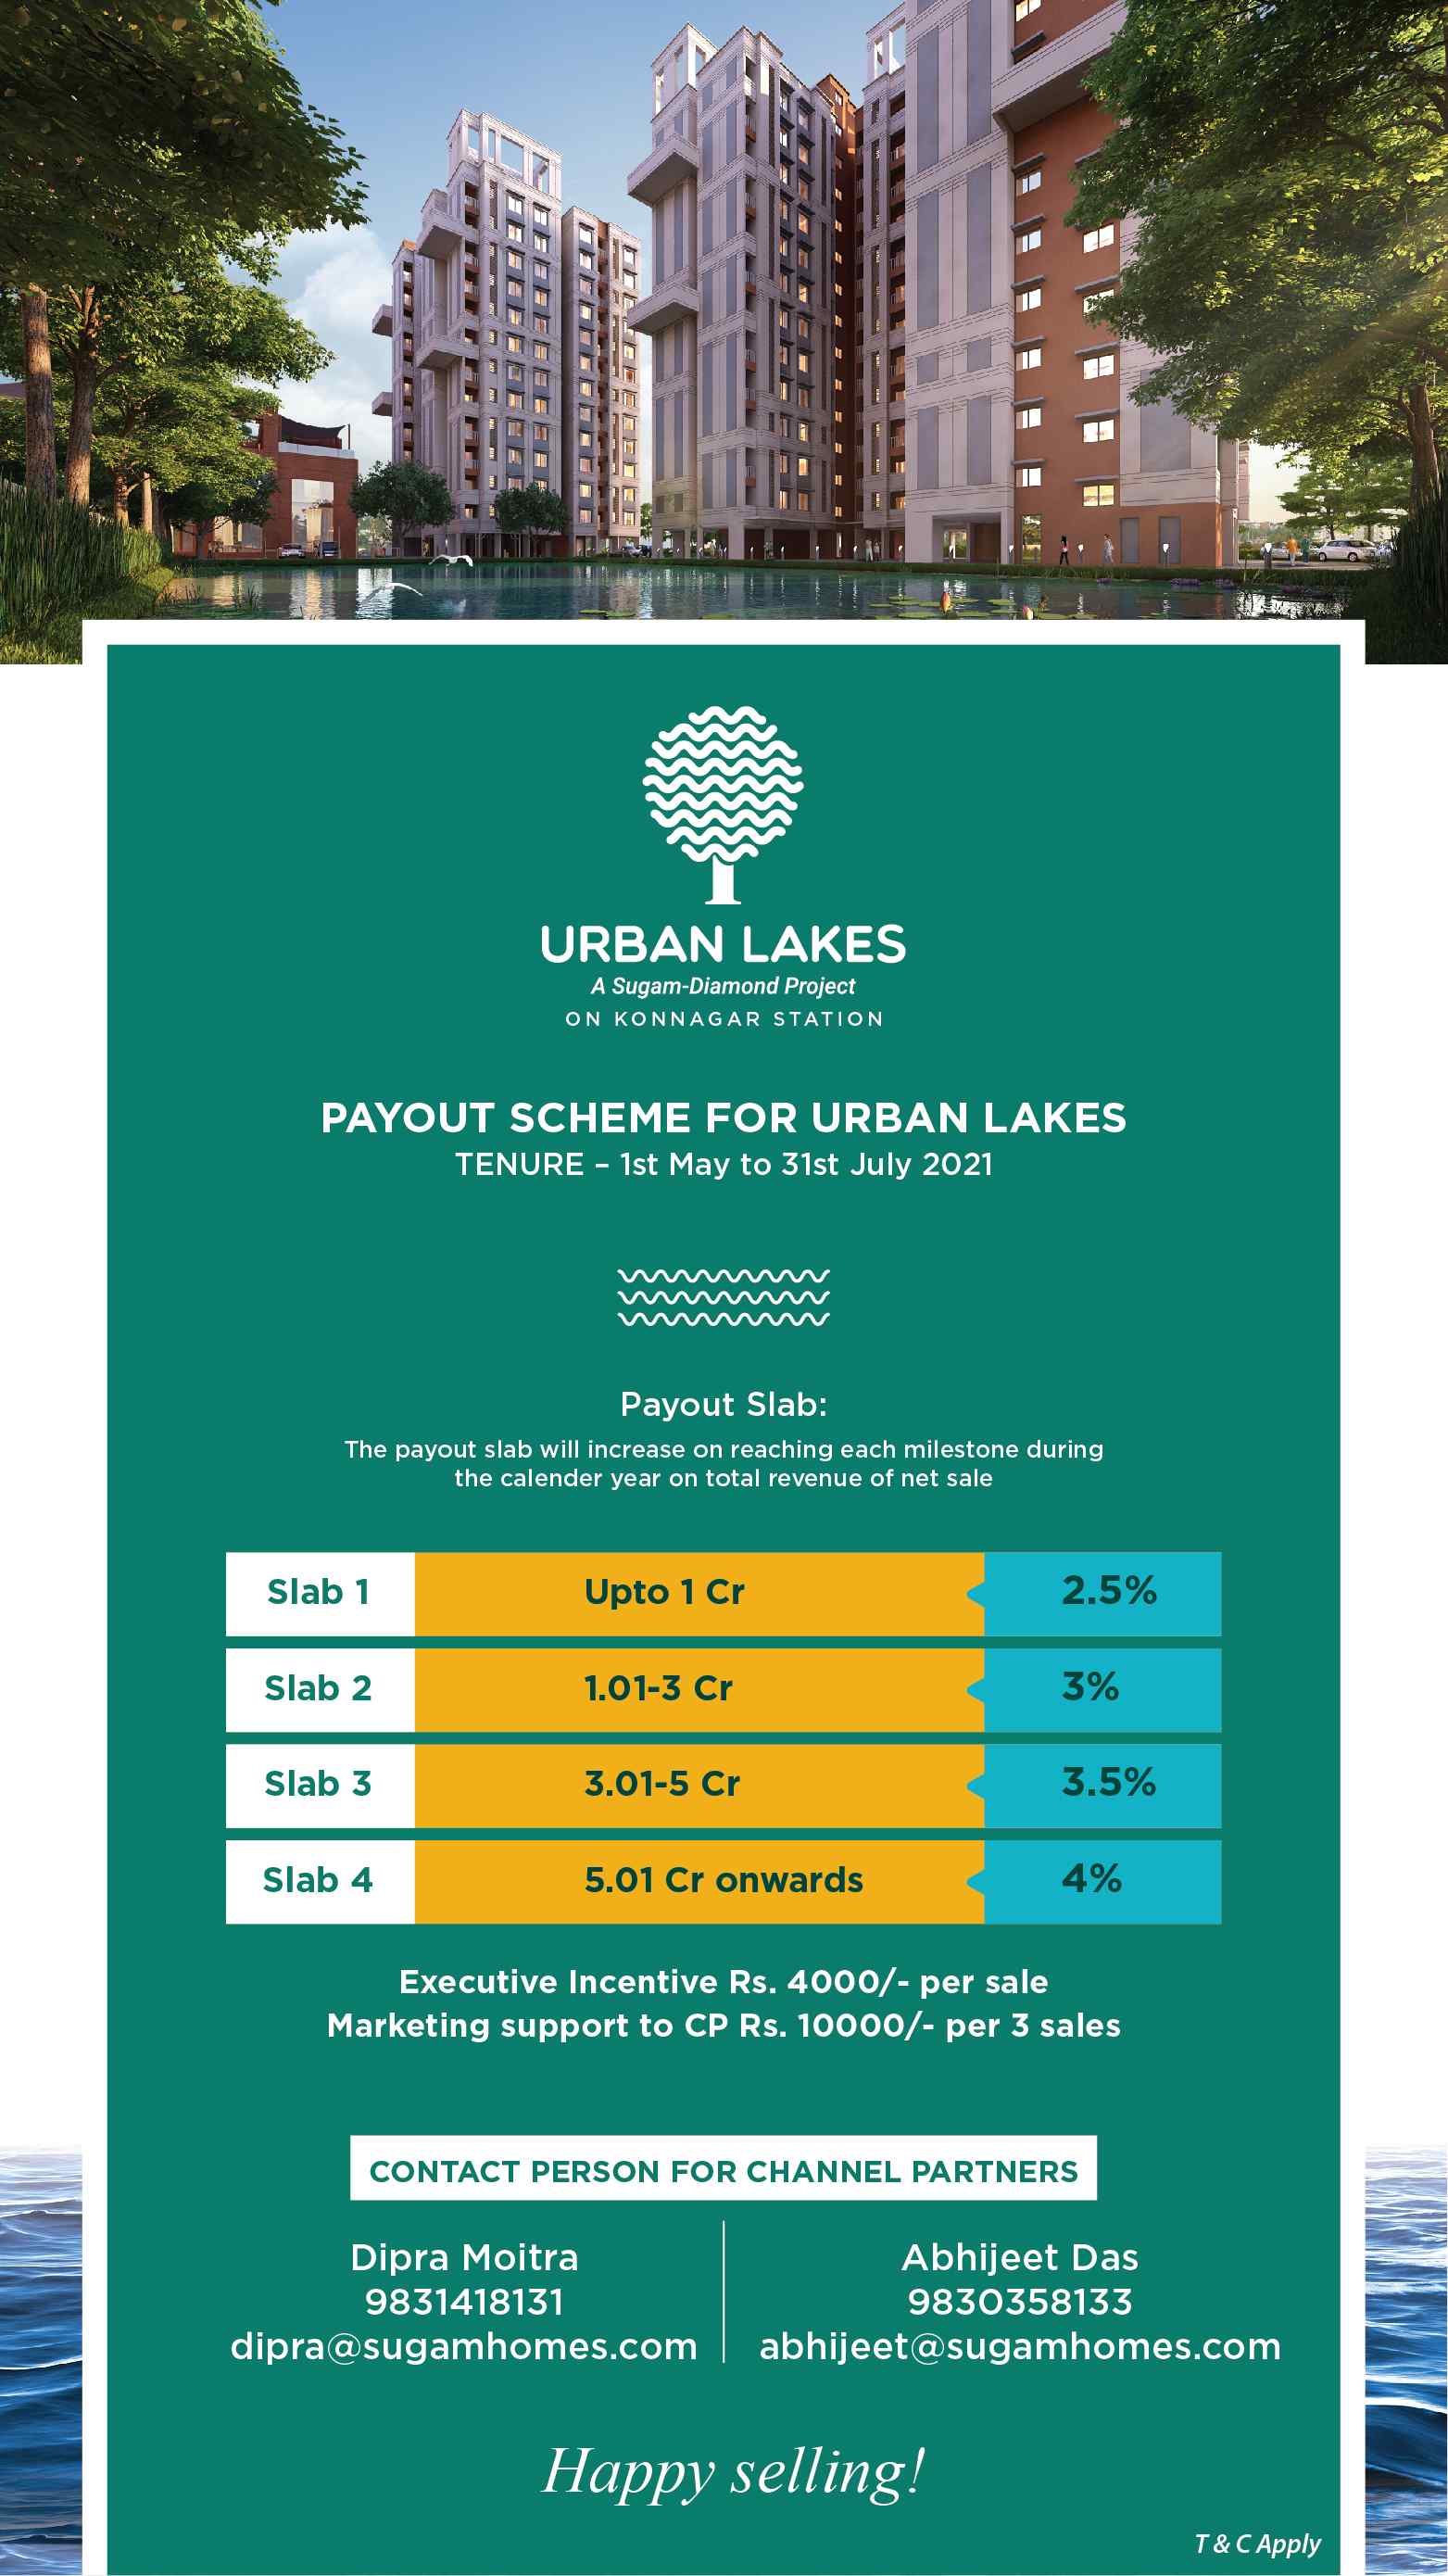 URBAN LAKES
A Sugam-Diamond Project
ON KONNAGAR STATION
PAYOUT SCHEME FOR URBAN LAKES
TENURE – 1st May to 31st July 2021
Payout Slab:
The payout slab will increase on reaching each milestone during
the calender year on total revenue of net sale
Slab 1 Upto 1 Cr 2.5%
Slab 2 1.01-3 Cr 3%
Slab 3 3.01-5 Cr 3.5%
Slab 4 5.01 Cr onwards 4%
Executive Incentive Rs. 4000/- per sale
Marketing support to CP Rs. 10000/- per 3 sales
CONTACT PERSON FOR CHANNEL PARTNERS
Dipra Moitra
9831418131
dipra@sugamhomes.com
Abhijeet Das
9830358133
abhijeet@sugamhomes.com
Happy selling!
T & C Apply